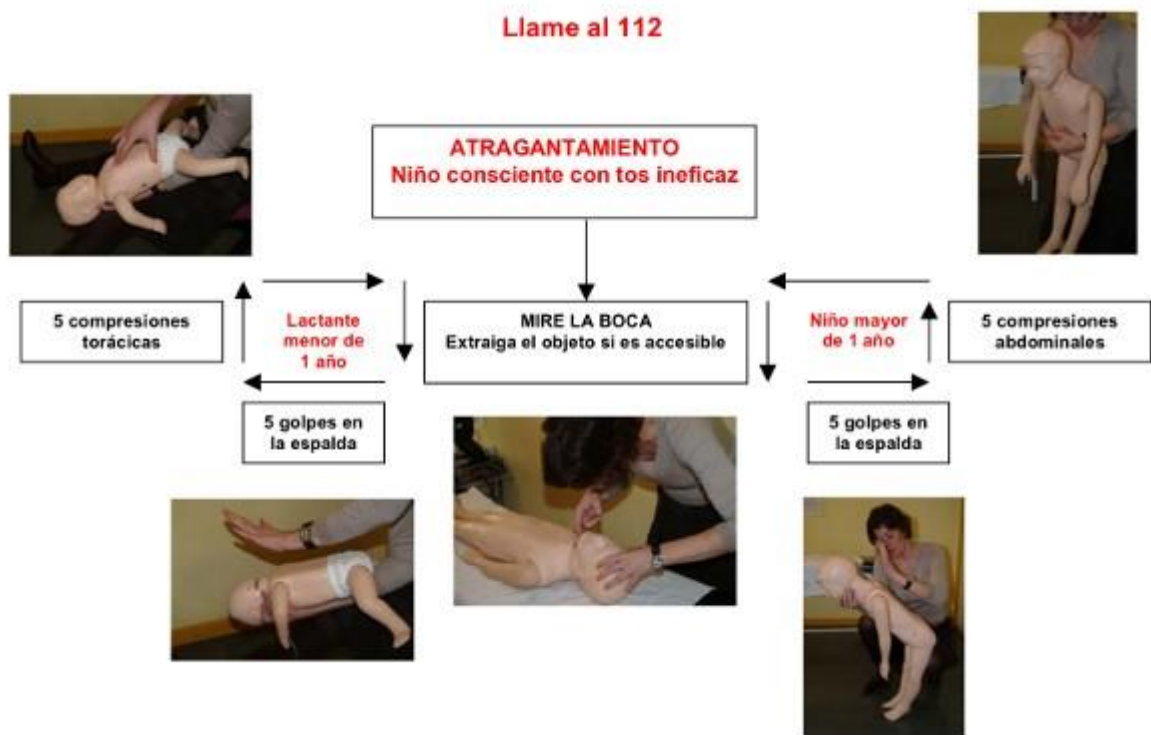 Llame al 112
ATRAGANTAMIENTO
Niño consciente con tos ineficaz
5 compresiones
torácicas
Lactante
menor de
1 año
MIRE LA BOCA
Extraiga el objeto si es accesible
Niño mayor
de 1 año
5 compresiones
abdominales
5 golpes en
la espalda
5 golpes en
la espalda